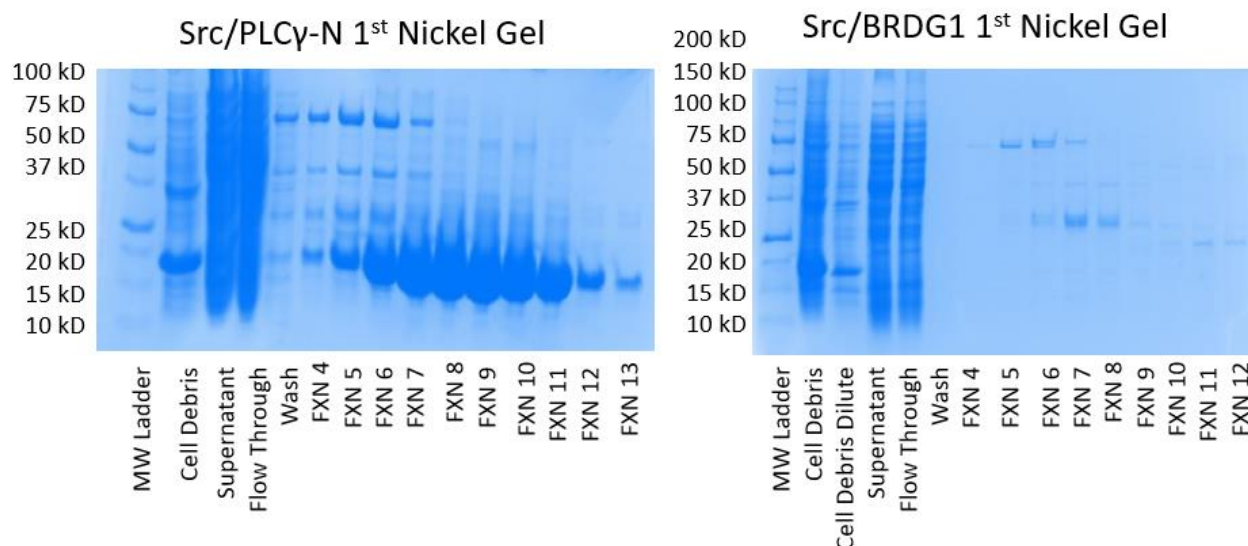 Src/PLCγ-N 1st Nickel Gel
100 kD
75 kD
50 kD
37 kD
25 kD
20 kD
15 kD
10 kD
MW Ladder
Cell Debris
Supernatant
Flow Through
Wash
FXN 4
FXN 5
FXN 6
FXN 7
FXN 8
FXN 9
FXN 10
FXN 11
FXN 12
FXN 13
Src/BRDG1 1st Nickel Gel
200 kD
150 kD
100 kD
75 kD
50 kD
37 kD
25 kD
20 kD
15 kD
10 kD
MW Ladder
Cell Debris
Cell Debris Dilute
Supernatant
Flow Through
Wash
FXN 4
FXN 5
FXN 6
FXN 7
FXN 8
FXN 9
FXN 10
FXN 11
FXN 12